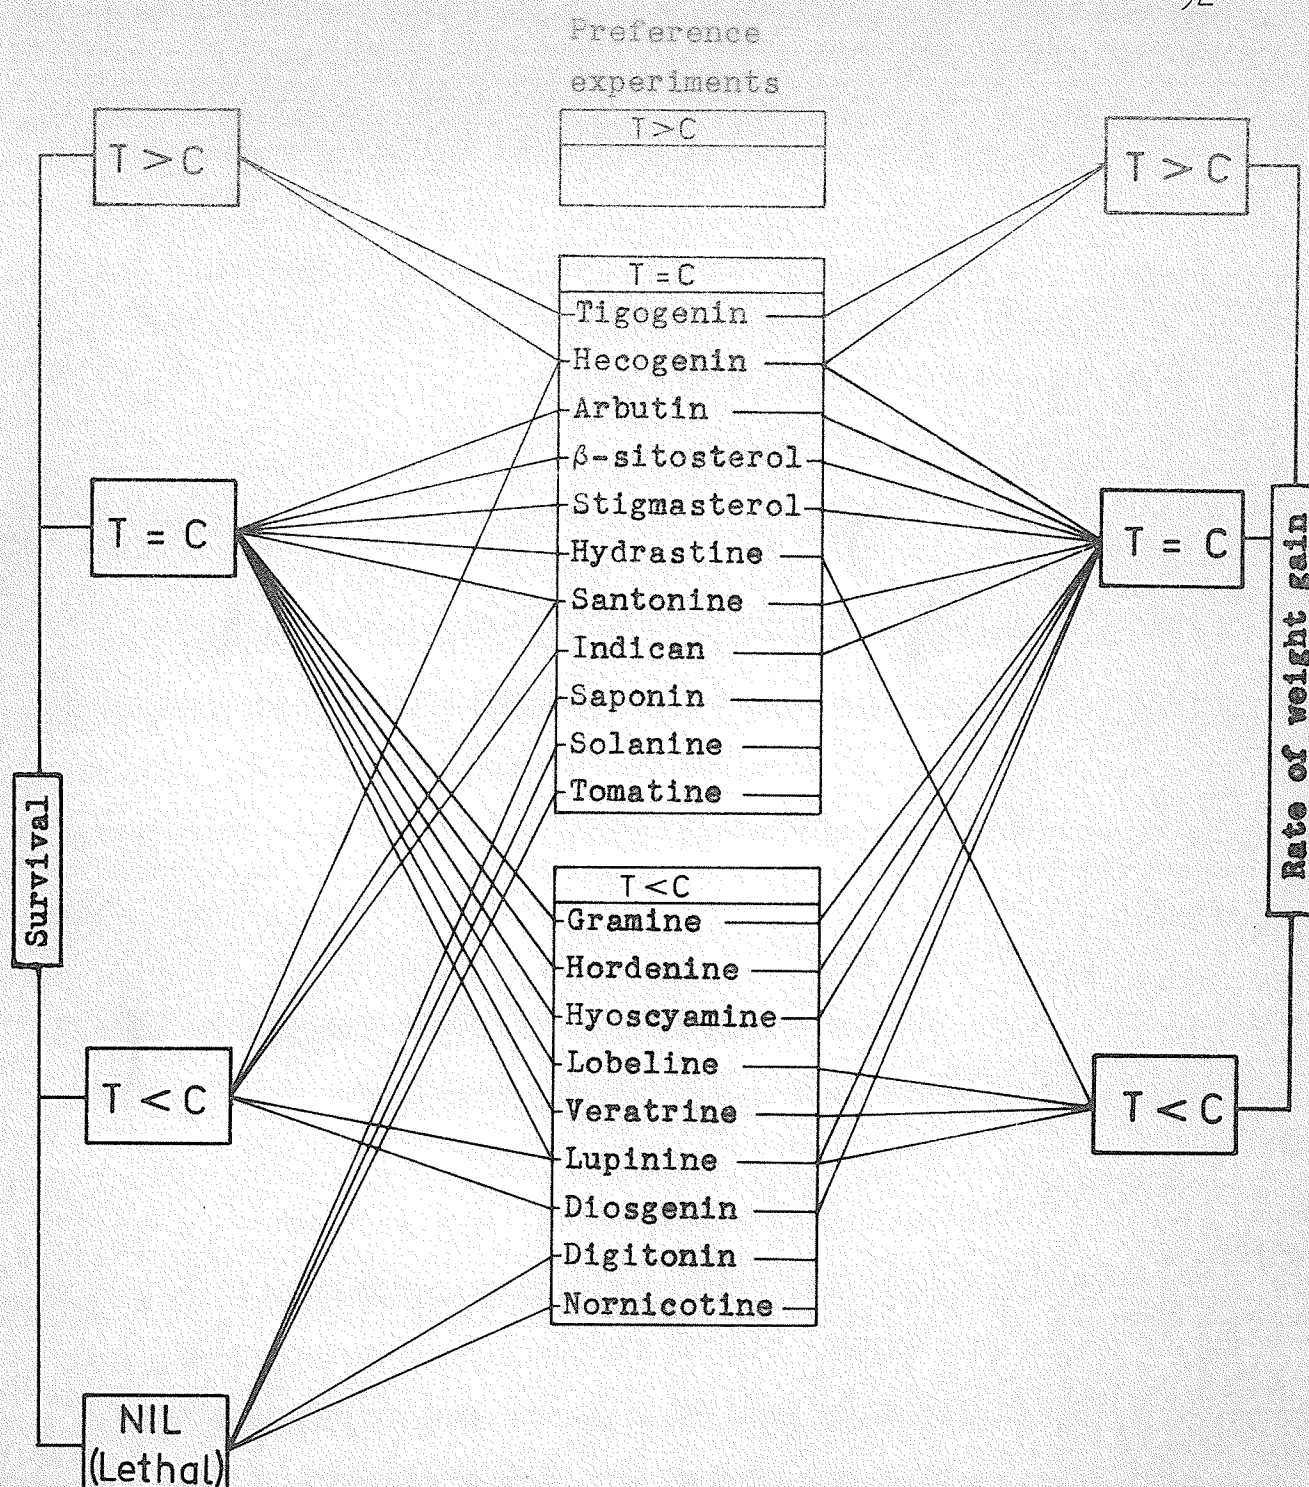 Preference
experiments
T>C
T > C
T > C
T = C
Tigogenin
Hecogenin
Arbutin
β-sitosterol
Stigmasterol
Hydrastine
Santonine
Indican
Saponin
Solanine
Tomatine
T = C
T = C
Rate of weight gain
Survival
T<C
Gramine
Hordenine
Hyoscyamine
Lobeline
Veratrine
Lupinine
Diosgenin
Digitonin
Nornicotine
T < C
T < C
NIL
(Lethal)